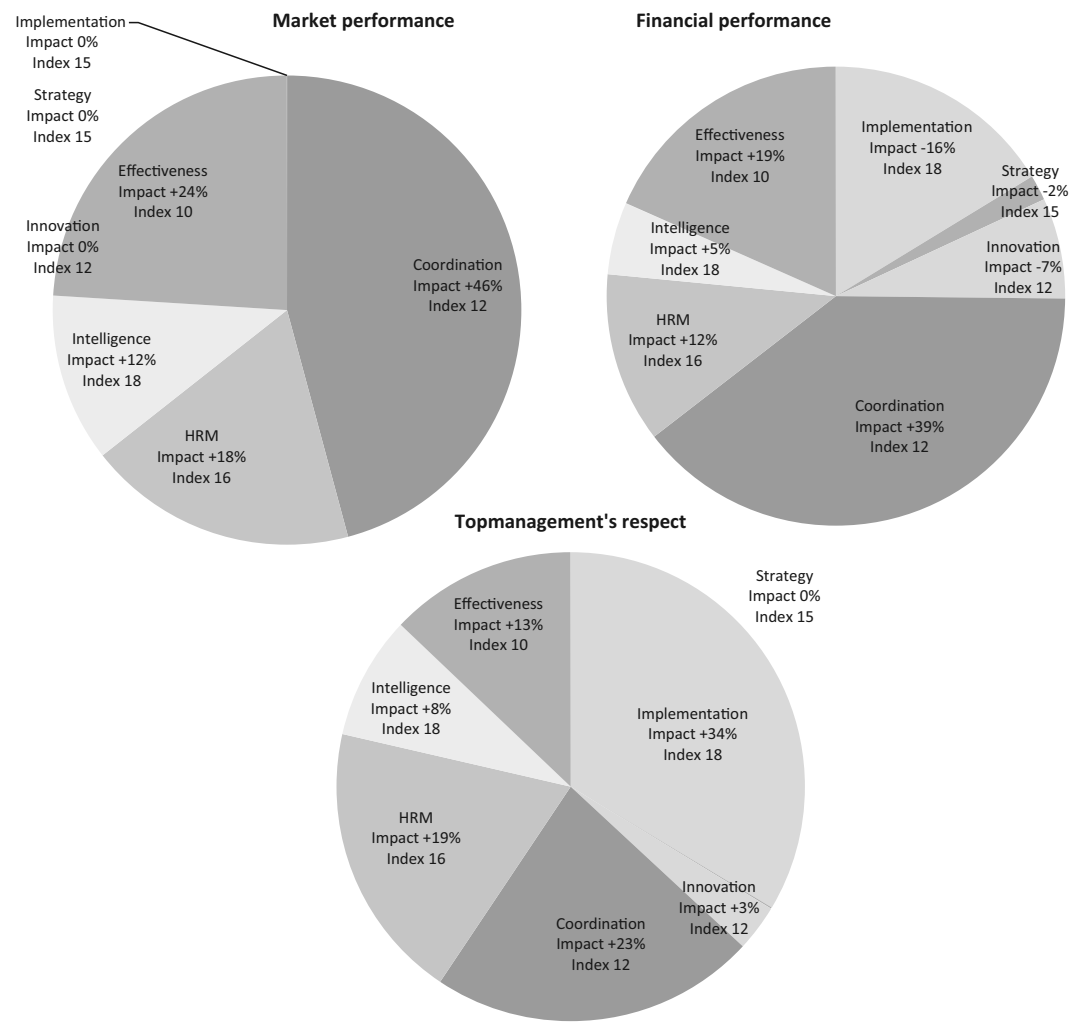 Market performance
Implementation
Impact 0%
Index 15
Strategy
Impact 0%
Index 15
Effectiveness
Impact +24%
Index 10
Innovation
Impact 0%
Index 12
Coordination
Impact +46%
Index 12
Intelligence
Impact +12%
Index 18
HRM
Impact +18%
Index 16
Financial performance
Effectiveness
Impact +19%
Index 10
Implementation
Impact -16%
Index 18
Strategy
Impact -2%
Index 15
Intelligence
Impact +5%
Index 18
Innovation
Impact -7%
Index 12
HRM
Impact +12%
Index 16
Coordination
Impact +39%
Index 12
Topmanagement's respect
Strategy
Impact 0%
Index 15
Effectiveness
Impact +13%
Index 10
Intelligence
Impact +8%
Index 18
Implementation
Impact +34%
Index 18
HRM
Impact +19%
Index 16
Innovation
Impact +3%
Index 12
Coordination
Impact +23%
Index 12